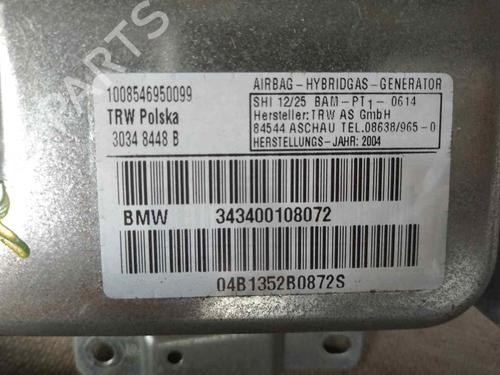 PARTS
1008546950099
TRW Polska
3034 8448 B
AIRBAG-HYBRIDGAS-GENERATOR
SHI 12/25 BAM-PT1-0614
Hersteller:TRW AS GmbH
84544 ASCHAU TEL.08638/965-0
HERSTELLUNGS-JAHR: 2004
BMW 343400108072
04B1352B0872S